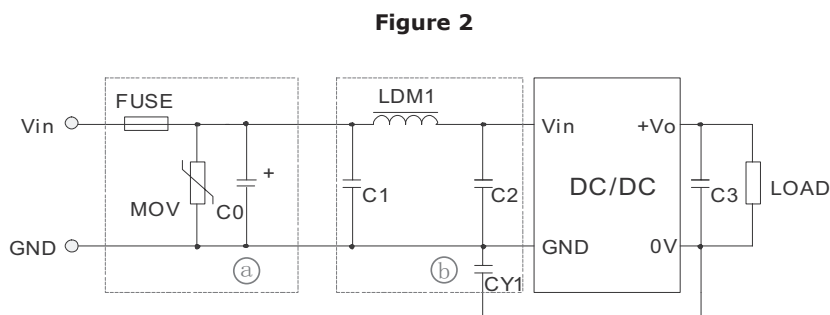 Figure 2
FUSE
LDM1
Vin
Vin
+Vo
+
MOV
C0
C1
C2
DC/DC
C3
LOAD
GND
GND
0V
a
b
CY1